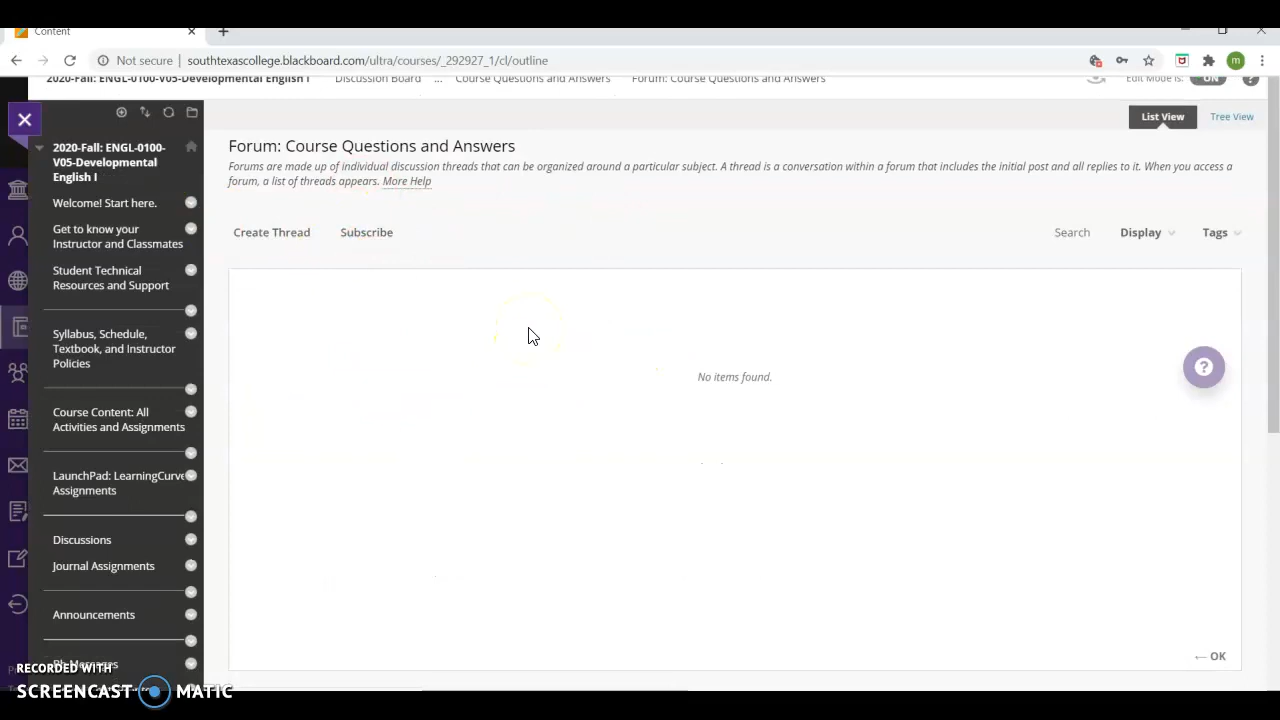 Content
Not secure southtexascollege.blackboard.com/ultra/courses/_292927_1/cl/outline
m
2020-Fall: ENGL-0100-V05-Developmental English I Discussion Board ... Course Questions and Answers Forum: Course Questions and Answers Edit Mode is: ON ?
List View Tree View
2020-Fall: ENGL-0100-
V05-Developmental
English I
Welcome! Start here.
Get to know your
Instructor and Classmates
Student Technical
Resources and Support
Syllabus, Schedule,
Textbook, and Instructor
Policies
Course Content: All
Activities and Assignments
LaunchPad: LearningCurve
Assignments
Discussions
Journal Assignments
Announcements
Bb Messages
Forum: Course Questions and Answers
Forums are made up of individual discussion threads that can be organized around a particular subject. A thread is a conversation within a forum that includes the initial post and all replies to it. When you access
a forum, a list of threads appears. More Help
Create Thread Subscribe Search Display Tags
No items found.
?
← OK
RECORDED WITH
SCREENCAST MATIC